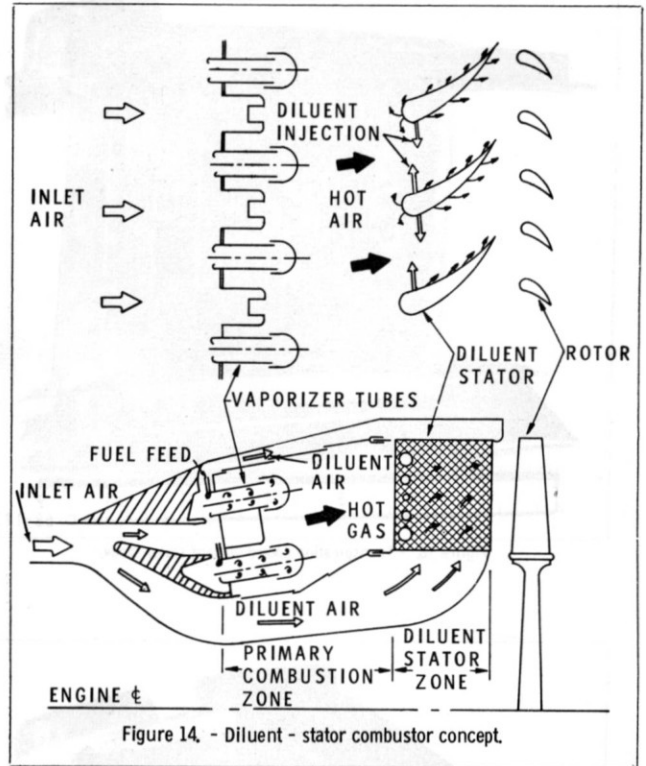 DILUENT
INJECTION
INLET
AIR
HOT
AIR
DILUENT
STATOR
ROTOR
VAPORIZER TUBES
FUEL FEED
DILUENT
AIR
INLET AIR
HOT
GAS
DILUENT AIR
PRIMARY
COMBUSTION
ZONE
DILUENT
STATOR
ZONE
ENGINE ℄
Figure 14. - Diluent - stator combustor concept.